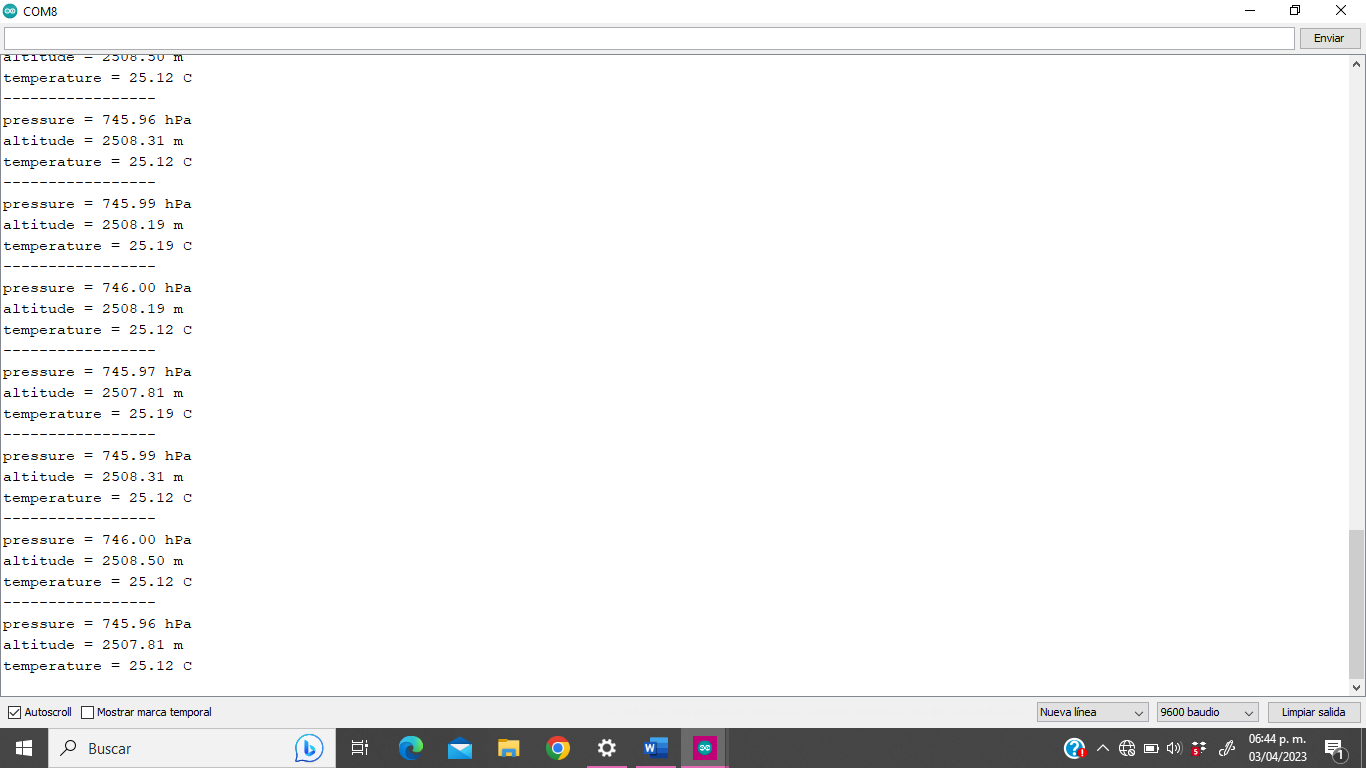 COM8
Enviar
altitude = 2508.50 m
temperature = 25.12 C
-----------------
pressure = 745.96 hPa
altitude = 2508.31 m
temperature = 25.12 C
-----------------
pressure = 745.99 hPa
altitude = 2508.19 m
temperature = 25.19 C
-----------------
pressure = 746.00 hPa
altitude = 2508.19 m
temperature = 25.12 C
-----------------
pressure = 745.97 hPa
altitude = 2507.81 m
temperature = 25.19 C
-----------------
pressure = 745.99 hPa
altitude = 2508.31 m
temperature = 25.12 C
-----------------
pressure = 746.00 hPa
altitude = 2508.50 m
temperature = 25.12 C
-----------------
pressure = 745.96 hPa
altitude = 2507.81 m
temperature = 25.12 C
Autoscroll Mostrar marca temporal Nueva línea 9600 baudio Limpiar salida
Buscar
06:44 p. m.
03/04/2023
1